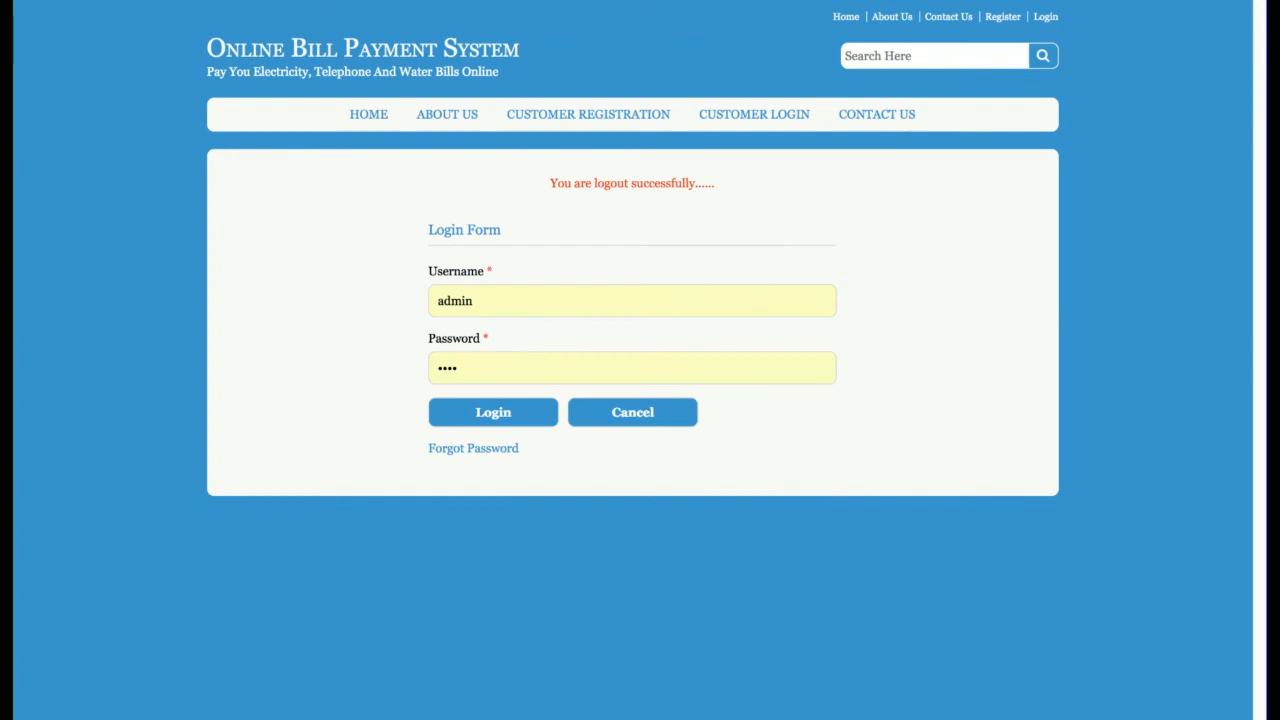 Home | About Us | Contact Us | Register | Login
Online Bill Payment System
Pay You Electricity, Telephone And Water Bills Online
Search Here
HOME ABOUT US CUSTOMER REGISTRATION CUSTOMER LOGIN CONTACT US
You are logout successfully......
Login Form
Username *
admin
Password *
••••
Login Cancel
Forgot Password